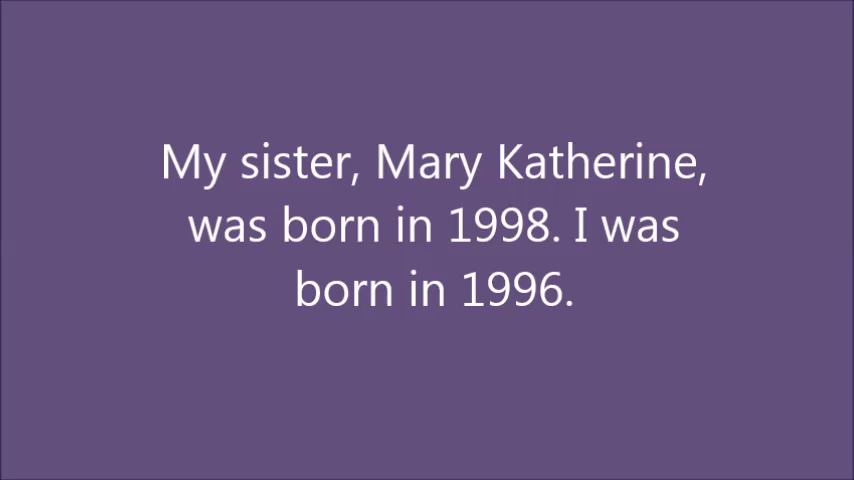 My sister, Mary Katherine,
was born in 1998. I was
born in 1996.